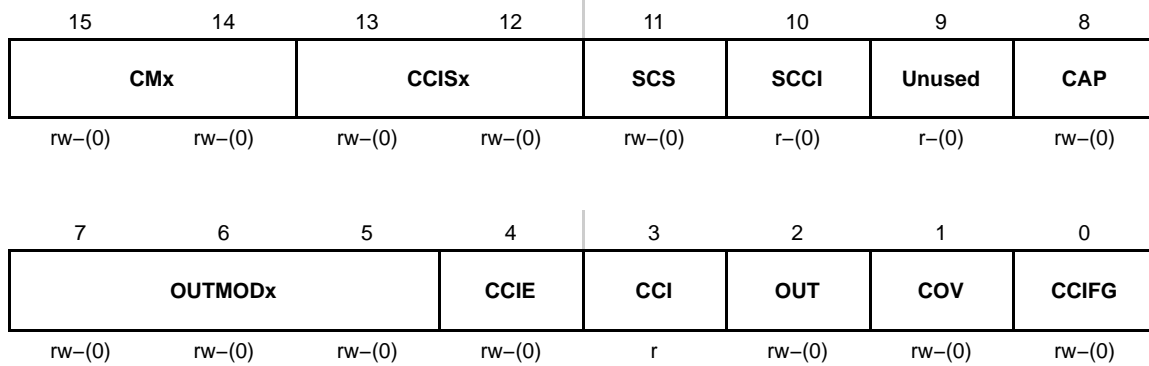 15 14 13 12 11 10 9 8
CMx CCISx SCS SCCI Unused CAP
rw−(0) rw−(0) rw−(0) rw−(0) rw−(0) r−(0) r−(0) rw−(0)
7 6 5 4 3 2 1 0
OUTMODx CCIE CCI OUT COV CCIFG
rw−(0) rw−(0) rw−(0) rw−(0) r rw−(0) rw−(0) rw−(0)